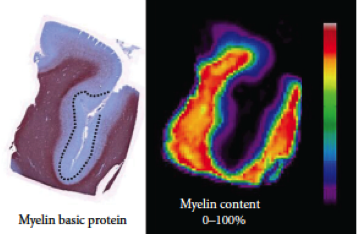 Myelin basic protein
Myelin content
0–100%